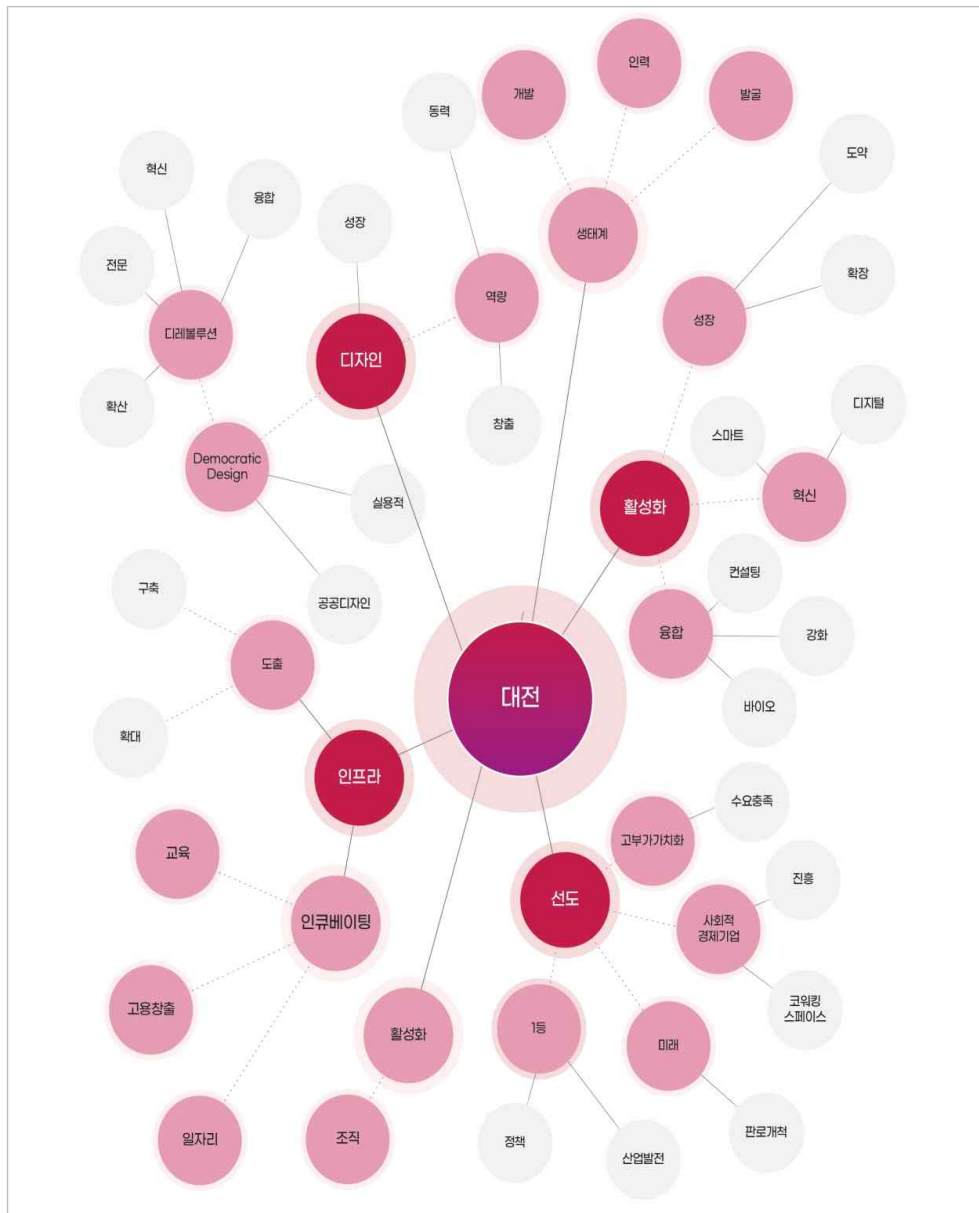 인력
개발
발굴
동력
도약
혁신
융합
성장
생태계
전문
확장
역량
성장
디레볼루션
디자인
확산
디지털
창출
스마트
Democratic
Design
혁신
실용적
활성화
컨설팅
구축
공공디자인
융합
강화
도출
대전
바이오
확대
인프라
수요충족
고부가가치화
교육
진흥
선도
인큐베이팅
사회적
경제기업
코워킹
스페이스
고용창출
1등
활성화
미래
판로개척
일자리
조직
정책
산업발전